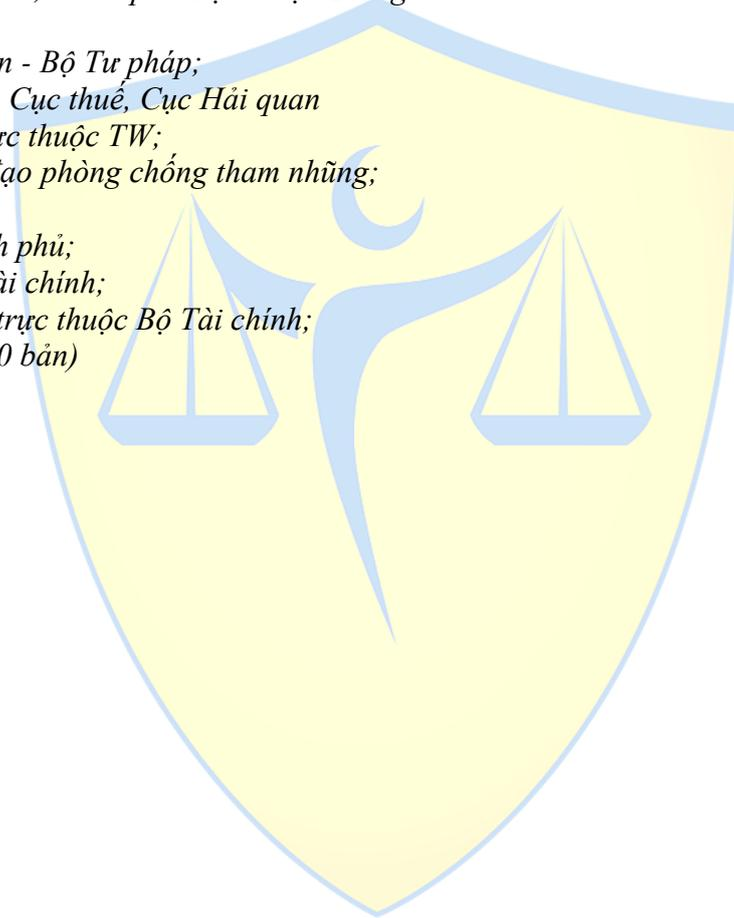 n - Bộ Tư pháp;
Cục thuế, Cục Hải quan
ực thuộc TW;
đạo phòng chống tham nhũng;
h phủ;
ài chính;
trực thuộc Bộ Tài chính;
0 bản)